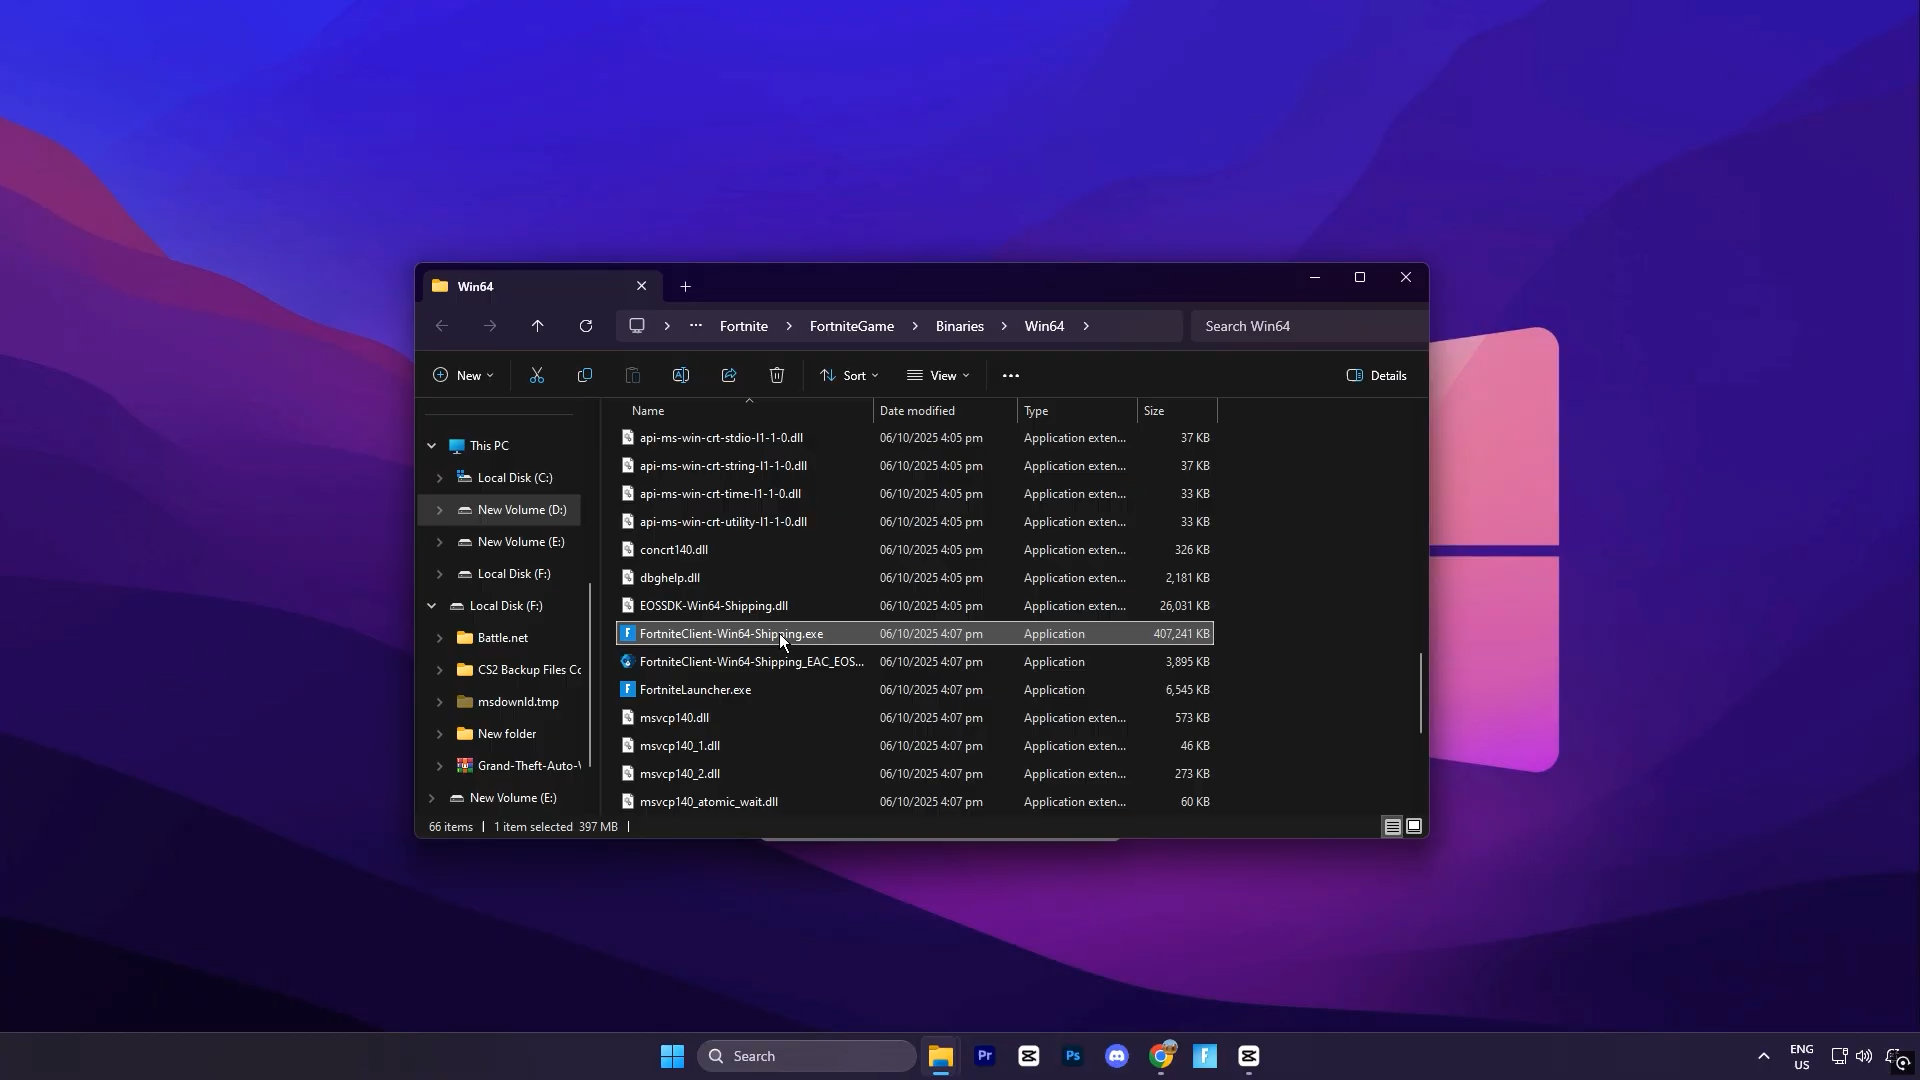 Win64
Fortnite
FortniteGame
Binaries
Win64
Search Win64
New
Sort
View
Details
Name
Date modified
Type
Size
This PC
Local Disk (C:)
New Volume (D:)
New Volume (E:)
Local Disk (F:)
Local Disk (F:)
Battle.net
CS2 Backup Files Co
msdownld.tmp
New folder
Grand-Theft-Auto-V
New Volume (E:)
api-ms-win-crt-stdio-l1-1-0.dll 06/10/2025 4:05 pm Application exten... 37 KB
api-ms-win-crt-string-l1-1-0.dll 06/10/2025 4:05 pm Application exten... 37 KB
api-ms-win-crt-time-l1-1-0.dll 06/10/2025 4:05 pm Application exten... 33 KB
api-ms-win-crt-utility-l1-1-0.dll 06/10/2025 4:05 pm Application exten... 33 KB
concrt140.dll 06/10/2025 4:05 pm Application exten... 326 KB
dbghelp.dll 06/10/2025 4:05 pm Application exten... 2,181 KB
EOSSDK-Win64-Shipping.dll 06/10/2025 4:05 pm Application exten... 26,031 KB
FortniteClient-Win64-Shipping.exe 06/10/2025 4:07 pm Application 407,241 KB
FortniteClient-Win64-Shipping_EAC_EOS... 06/10/2025 4:07 pm Application 3,895 KB
FortniteLauncher.exe 06/10/2025 4:07 pm Application 6,545 KB
msvcp140.dll 06/10/2025 4:07 pm Application exten... 573 KB
msvcp140_1.dll 06/10/2025 4:07 pm Application exten... 46 KB
msvcp140_2.dll 06/10/2025 4:07 pm Application exten... 273 KB
msvcp140_atomic_wait.dll 06/10/2025 4:07 pm Application exten... 60 KB
66 items
1 item selected 397 MB
Search
Pr
Ps
F
ENG
US